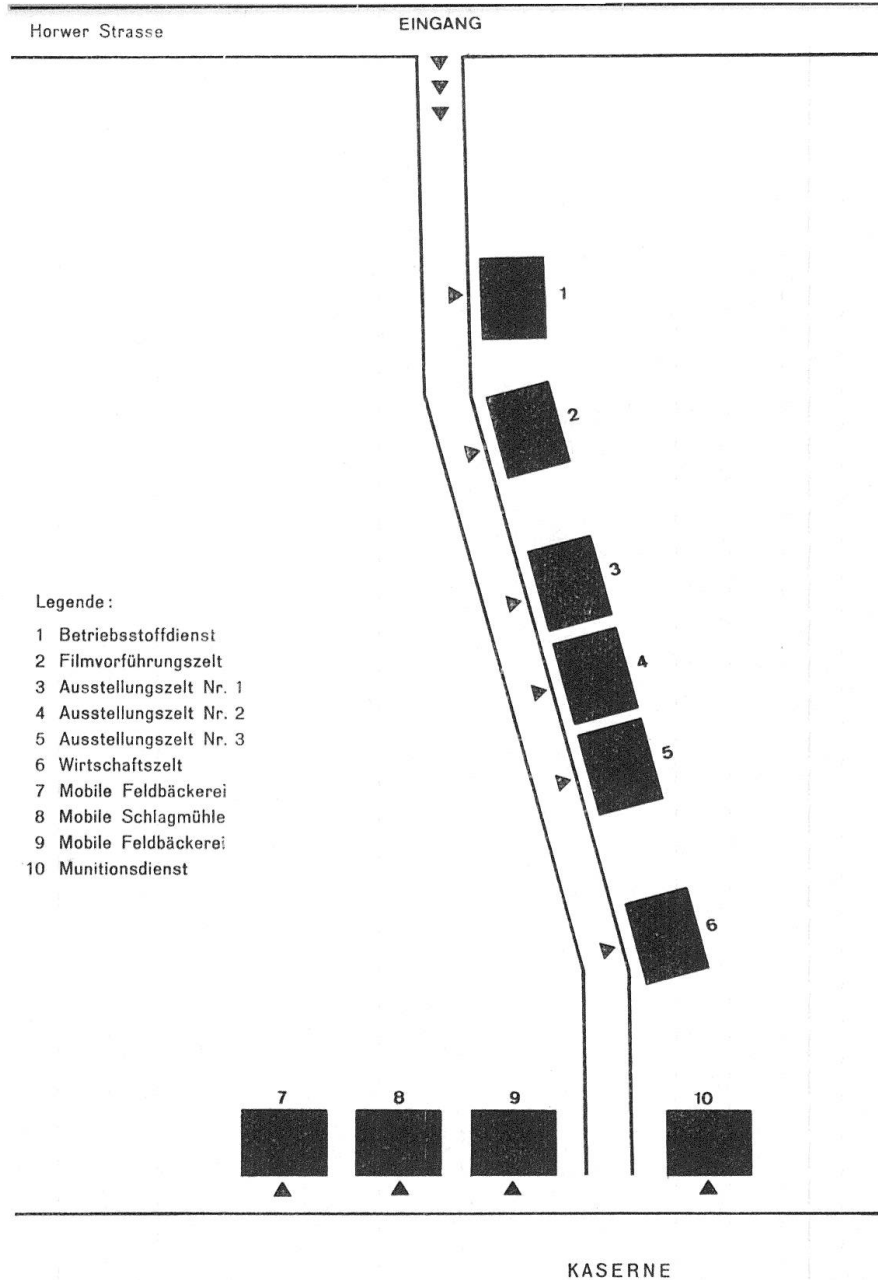 Horwer Strasse
EINGANG
1
2
3
4
5
6
Legende:
1 Betriebsstoffdienst
2 Filmvorführungszelt
3 Ausstellungszelt Nr. 1
4 Ausstellungszelt Nr. 2
5 Ausstellungszelt Nr. 3
6 Wirtschaftszelt
7 Mobile Feldbäckerei
8 Mobile Schlagmühle
9 Mobile Feldbäckerei
10 Munitionsdienst
7 8 9 10
KASERNE